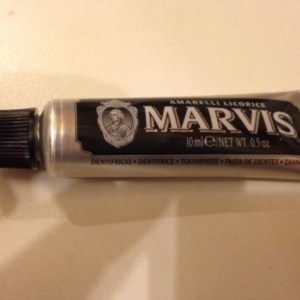 AMARELLI LICORICE
MARVIS
10 ml e/NET WT. 0.5 oz.
DENTIFRICIO - DENTIFRICE - TOOTHPASTE - PASTA DE DIENTES - ZAHN